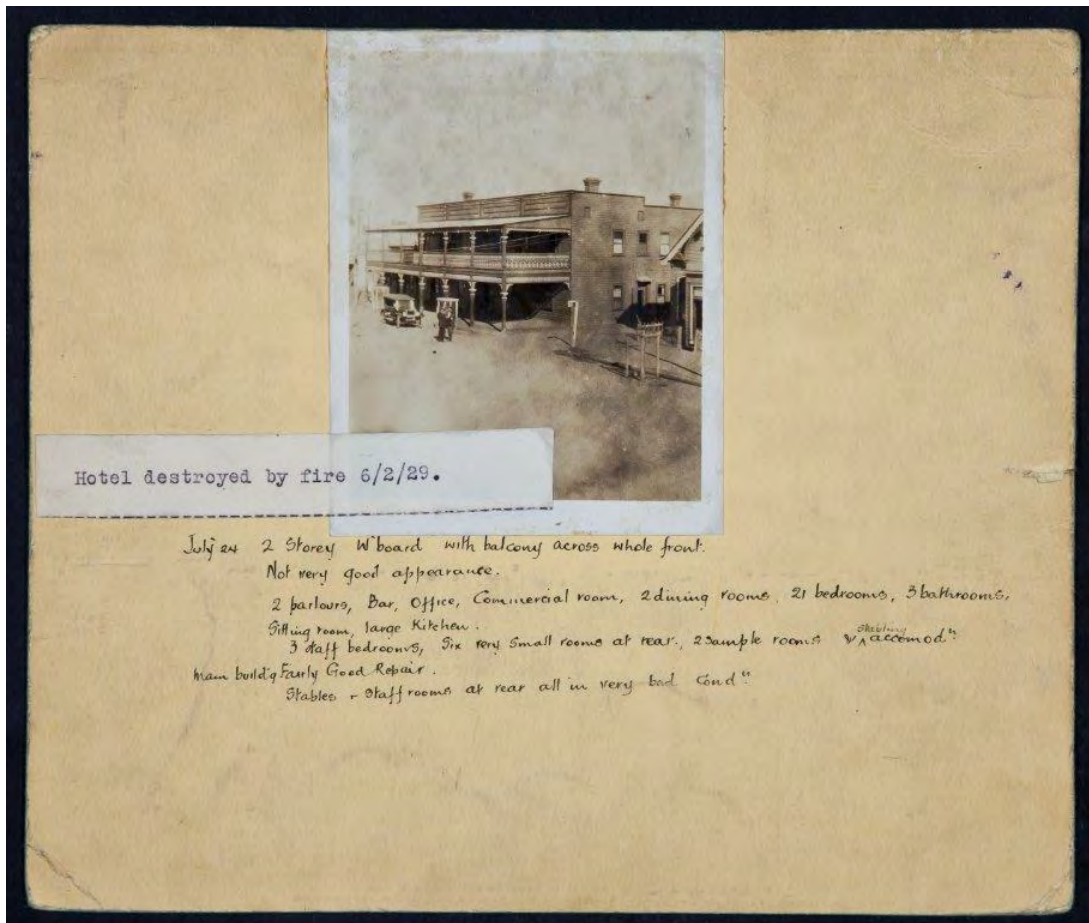 Hotel destroyed by fire 6/2/29.
July 24 2 Storey W'board with balcony across whole front.
Not very good appearance.
2 parlours, Bar, Office, Commercial room, 2 dining rooms, 21 bedrooms, 3 bathrooms,
Sitting room, large Kitchen.
3 staff bedrooms, Six very small rooms at rear, 2 Sample rooms stabling accomodn.
Main build'g Fairly Good Repair.
Stables & Staff rooms at rear all in very bad Condn.